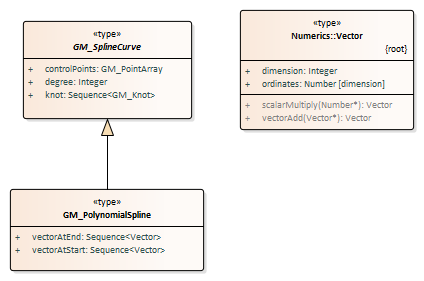 «type»
GM_SplineCurve
+ controlPoints: GM_PointArray
+ degree: Integer
+ knot: Sequence<GM_Knot>
«type»
Numerics::Vector
{root}
+ dimension: Integer
+ ordinates: Number [dimension]
+ scalarMultiply(Number*): Vector
+ vectorAdd(Vector*): Vector
«type»
GM_PolynomialSpline
+ vectorAtEnd: Sequence<Vector>
+ vectorAtStart: Sequence<Vector>